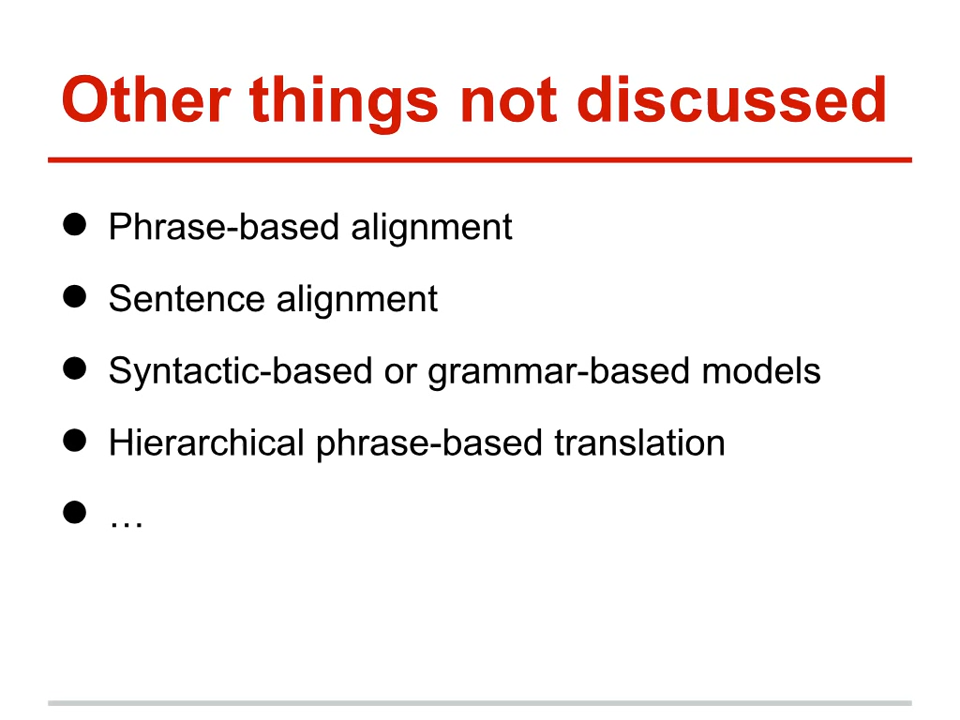 Other things not discussed
● Phrase-based alignment
● Sentence alignment
● Syntactic-based or grammar-based models
● Hierarchical phrase-based translation
● …